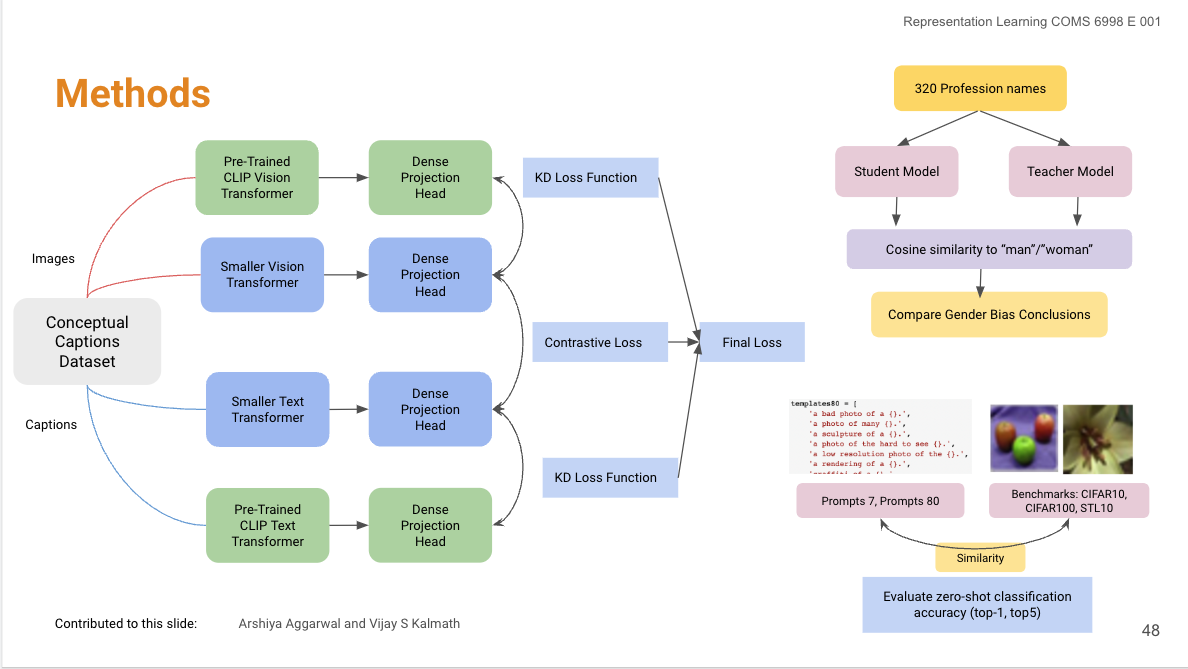 Representation Learning COMS 6998 E 001
Methods
Pre-Trained
CLIP Vision
Transformer
Dense
Projection
Head
KD Loss Function
Images
Smaller Vision
Transformer
Dense
Projection
Head
Conceptual
Captions
Dataset
Contrastive Loss
Final Loss
Captions
Smaller Text
Transformer
Dense
Projection
Head
KD Loss Function
Pre-Trained
CLIP Text
Transformer
Dense
Projection
Head
320 Profession names
Student Model
Teacher Model
Cosine similarity to “man”/”woman”
Compare Gender Bias Conclusions
templates80 = [
'a bad photo of a {}.',
'a photo of many {}.',
'a sculpture of a {}.',
'a photo of the hard to see {}.',
'a low resolution photo of the {}.',
'a rendering of a {}.',
Prompts 7, Prompts 80
Benchmarks: CIFAR10,
CIFAR100, STL10
Similarity
Evaluate zero-shot classification
accuracy (top-1, top5)
Contributed to this slide:
Arshiya Aggarwal and Vijay S Kalmath
48